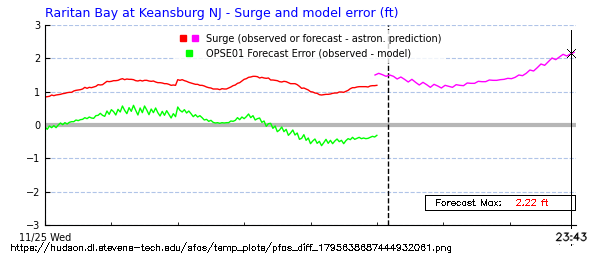 Raritan Bay at Keansburg NJ - Surge and model error (ft)
3
Surge (observed or forecast - astron. prediction)
OPSE01 Forecast Error (observed - model)
2
1
0
−1
−2
Forecast Max: 2.22 ft
−3
11/25 Wed
23:43
https://hudson.dl.stevens-tech.edu/sfas/temp_plots/pfas_diff_1795638687444932061.png